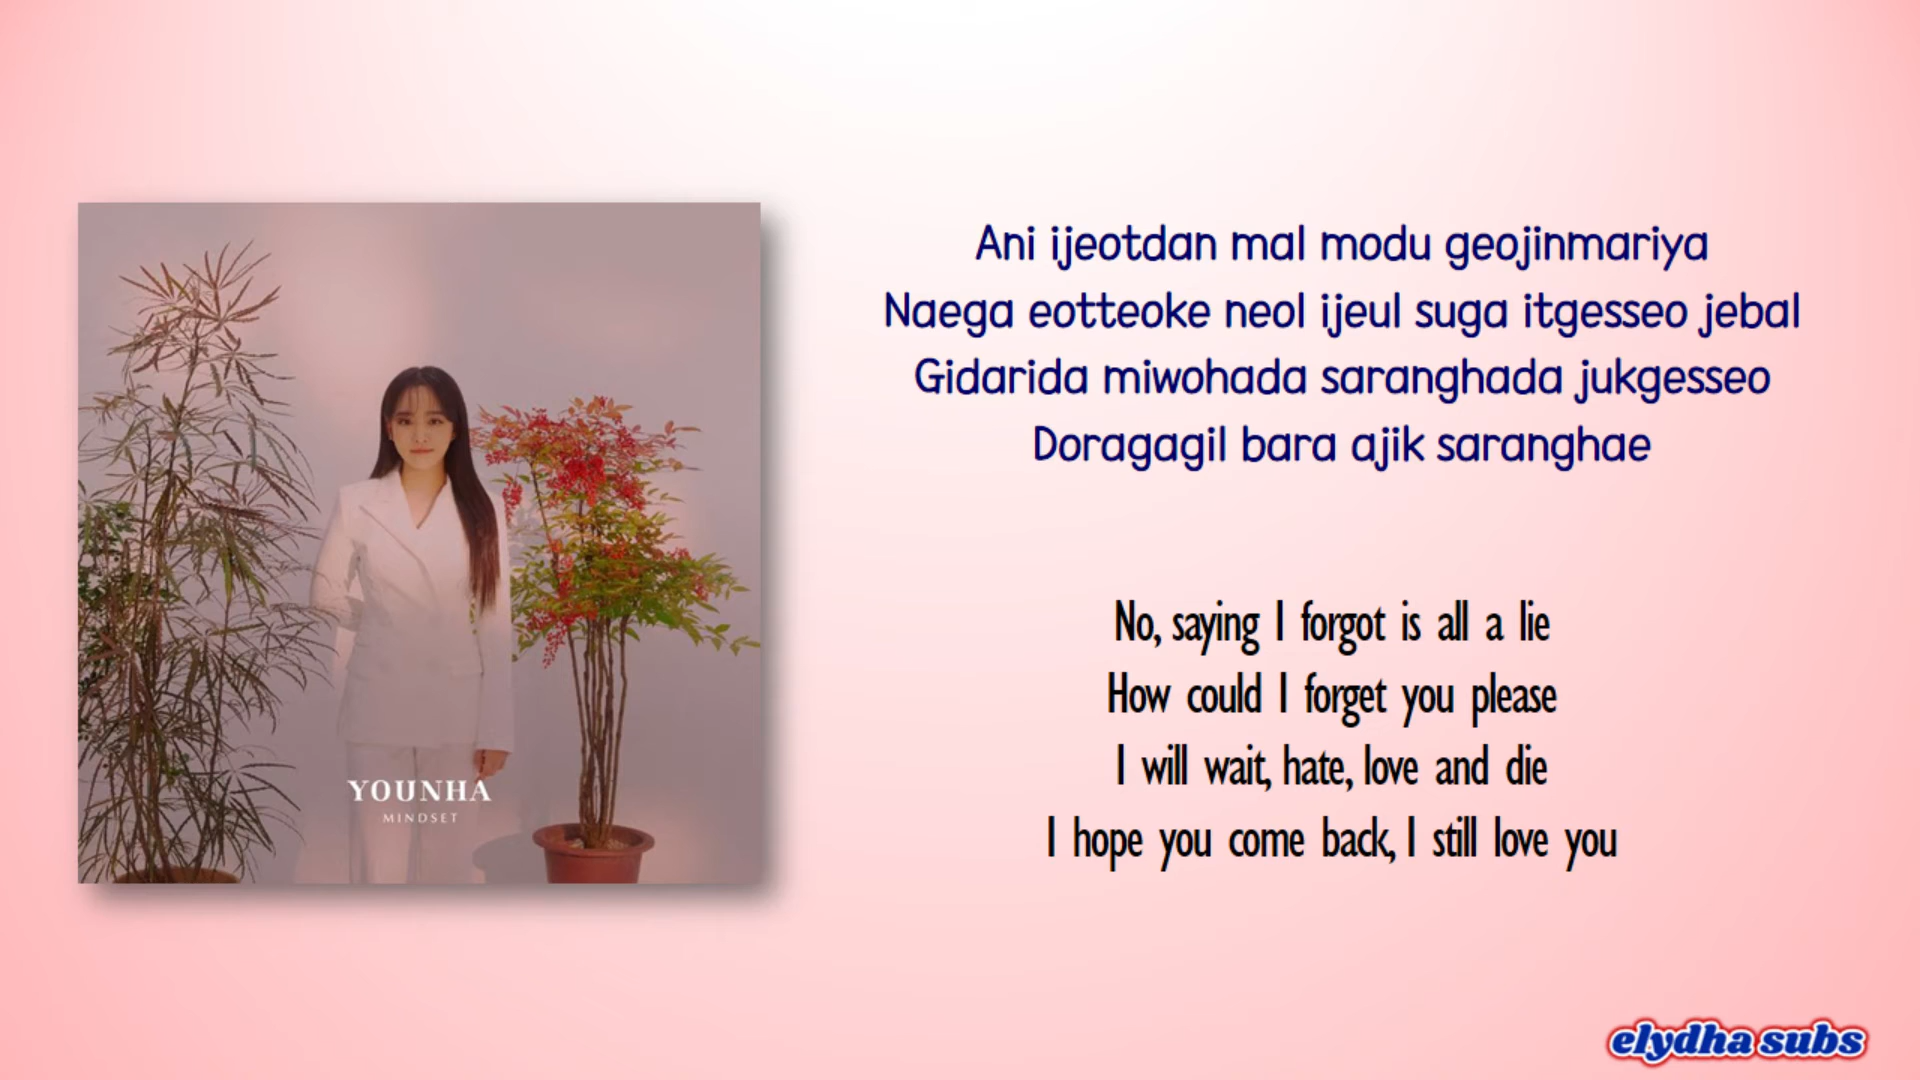 YOUNHA
MINDSET
Ani ijeotdan mal modu geojinmariya
Naega eotteoke neol ijeul suga itgesseo jebal
Gidarida miwohada saranghada jukgesseo
Doragagil bara ajik saranghae
No, saying I forgot is all a lie
How could I forget you please
I will wait, hate, love and die
I hope you come back, I still love you
elydha subs